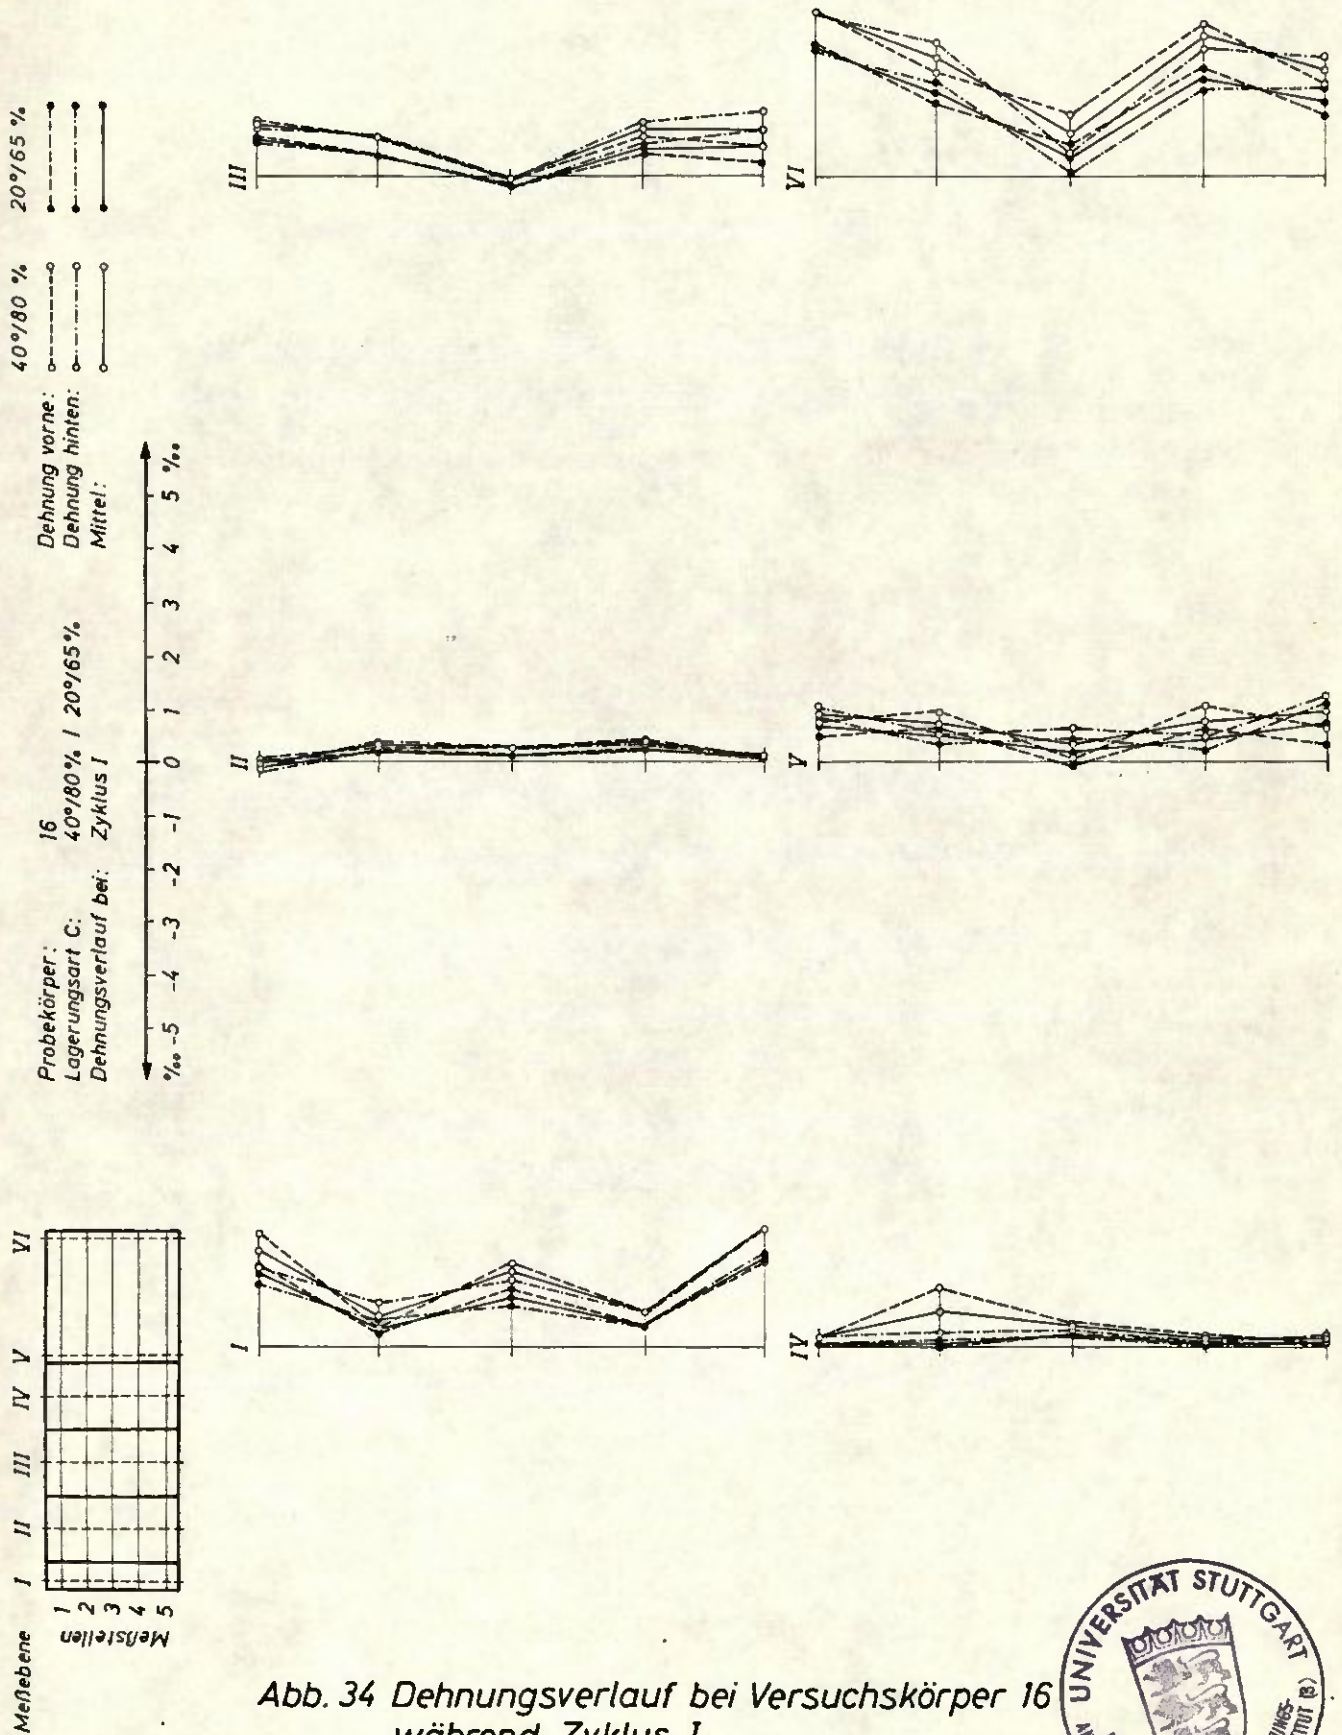 Meßebene I II III IV V VI
Meßstellen
1
2
3
4
5
Probekörper: 16
Lagerungsart C: 40°/80% / 20°/65%
Dehnungsverlauf bei: Zyklus I
40°/80 % 20°/65 %
Dehnung vorne:
Dehnung hinten:
Mittel:
‰ -5 -4 -3 -2 -1 0 1 2 3 4 5 ‰
I II III
IV V VI
Abb. 34 Dehnungsverlauf bei Versuchskörper 16
während Zyklus I
UNIVERSITÄT STUTTGART